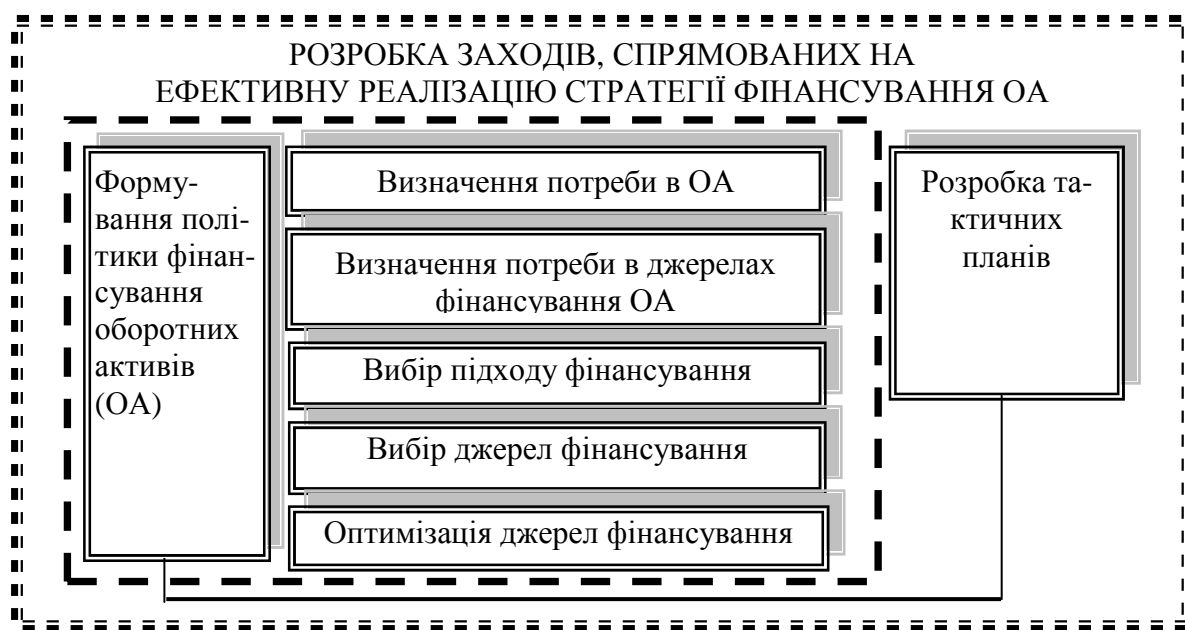 РОЗРОБКА ЗАХОДІВ, СПРЯМОВАНИХ НА
ЕФЕКТИВНУ РЕАЛІЗАЦІЮ СТРАТЕГІЇ ФІНАНСУВАННЯ ОА
Форму-
вання полі-
тики фінан-
сування
оборотних
активів
(ОА)
Визначення потреби в ОА
Визначення потреби в джерелах
фінансування ОА
Вибір підходу фінансування
Вибір джерел фінансування
Оптимізація джерел фінансування
Розробка та-
ктичних
планів